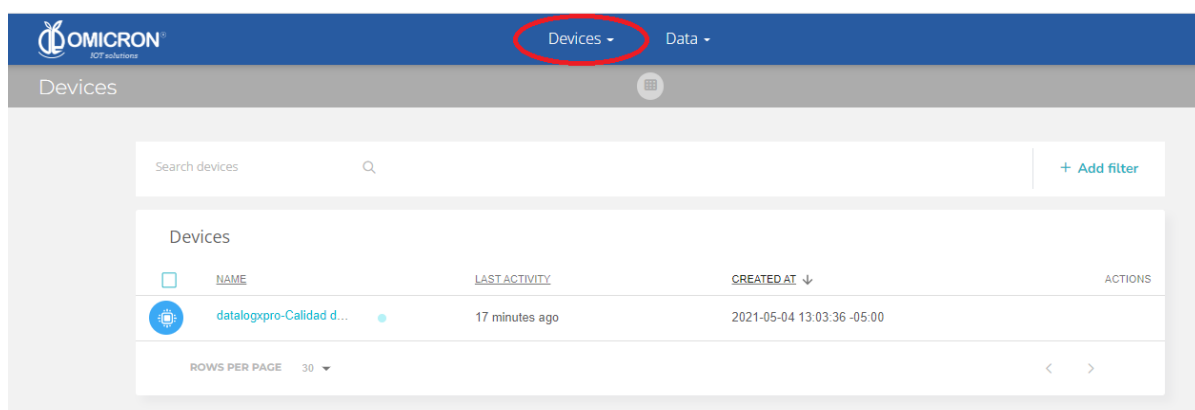 OMICRON®
IOT solutions
Devices
Data
Devices
Search devices
+ Add filter
Devices
NAME LAST ACTIVITY CREATED AT ↓ ACTIONS
datalogxpro-Calidad d... 17 minutes ago 2021-05-04 13:03:36 -05:00
ROWS PER PAGE 30